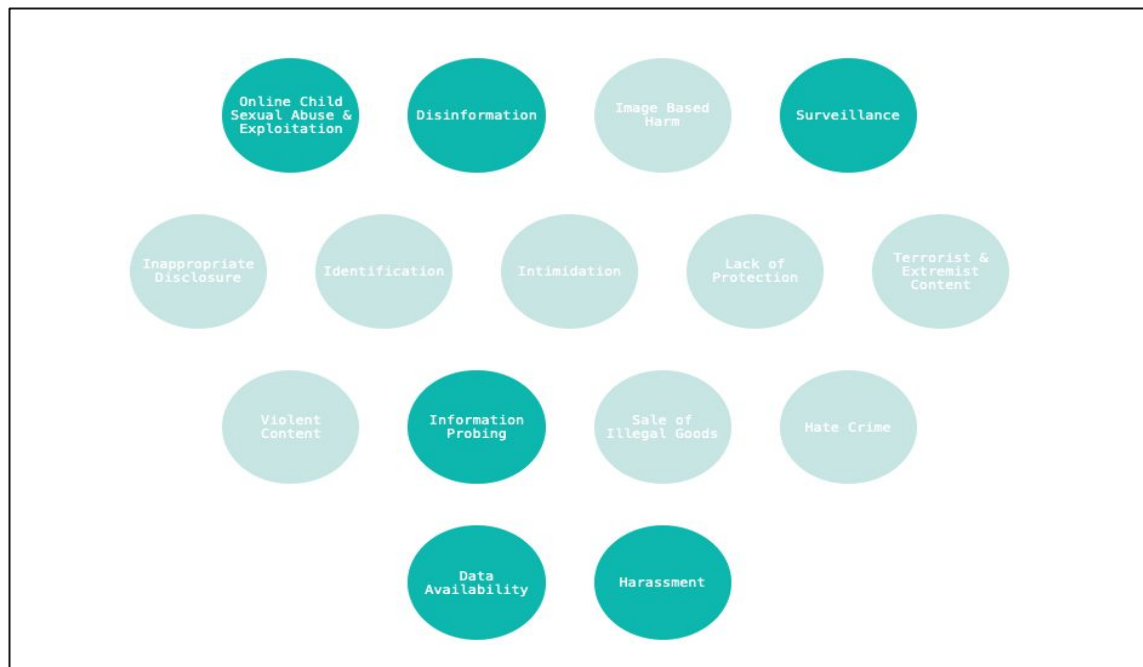 Online Child
Sexual Abuse &
Exploitation
Disinformation
Image Based
Harm
Surveillance
Inappropriate
Disclosure
Identification
Intimidation
Lack of
Protection
Terrorist &
Extremist
Content
Violent
Content
Information
Probing
Sale of
Illegal Goods
Hate Crime
Data
Availability
Harassment